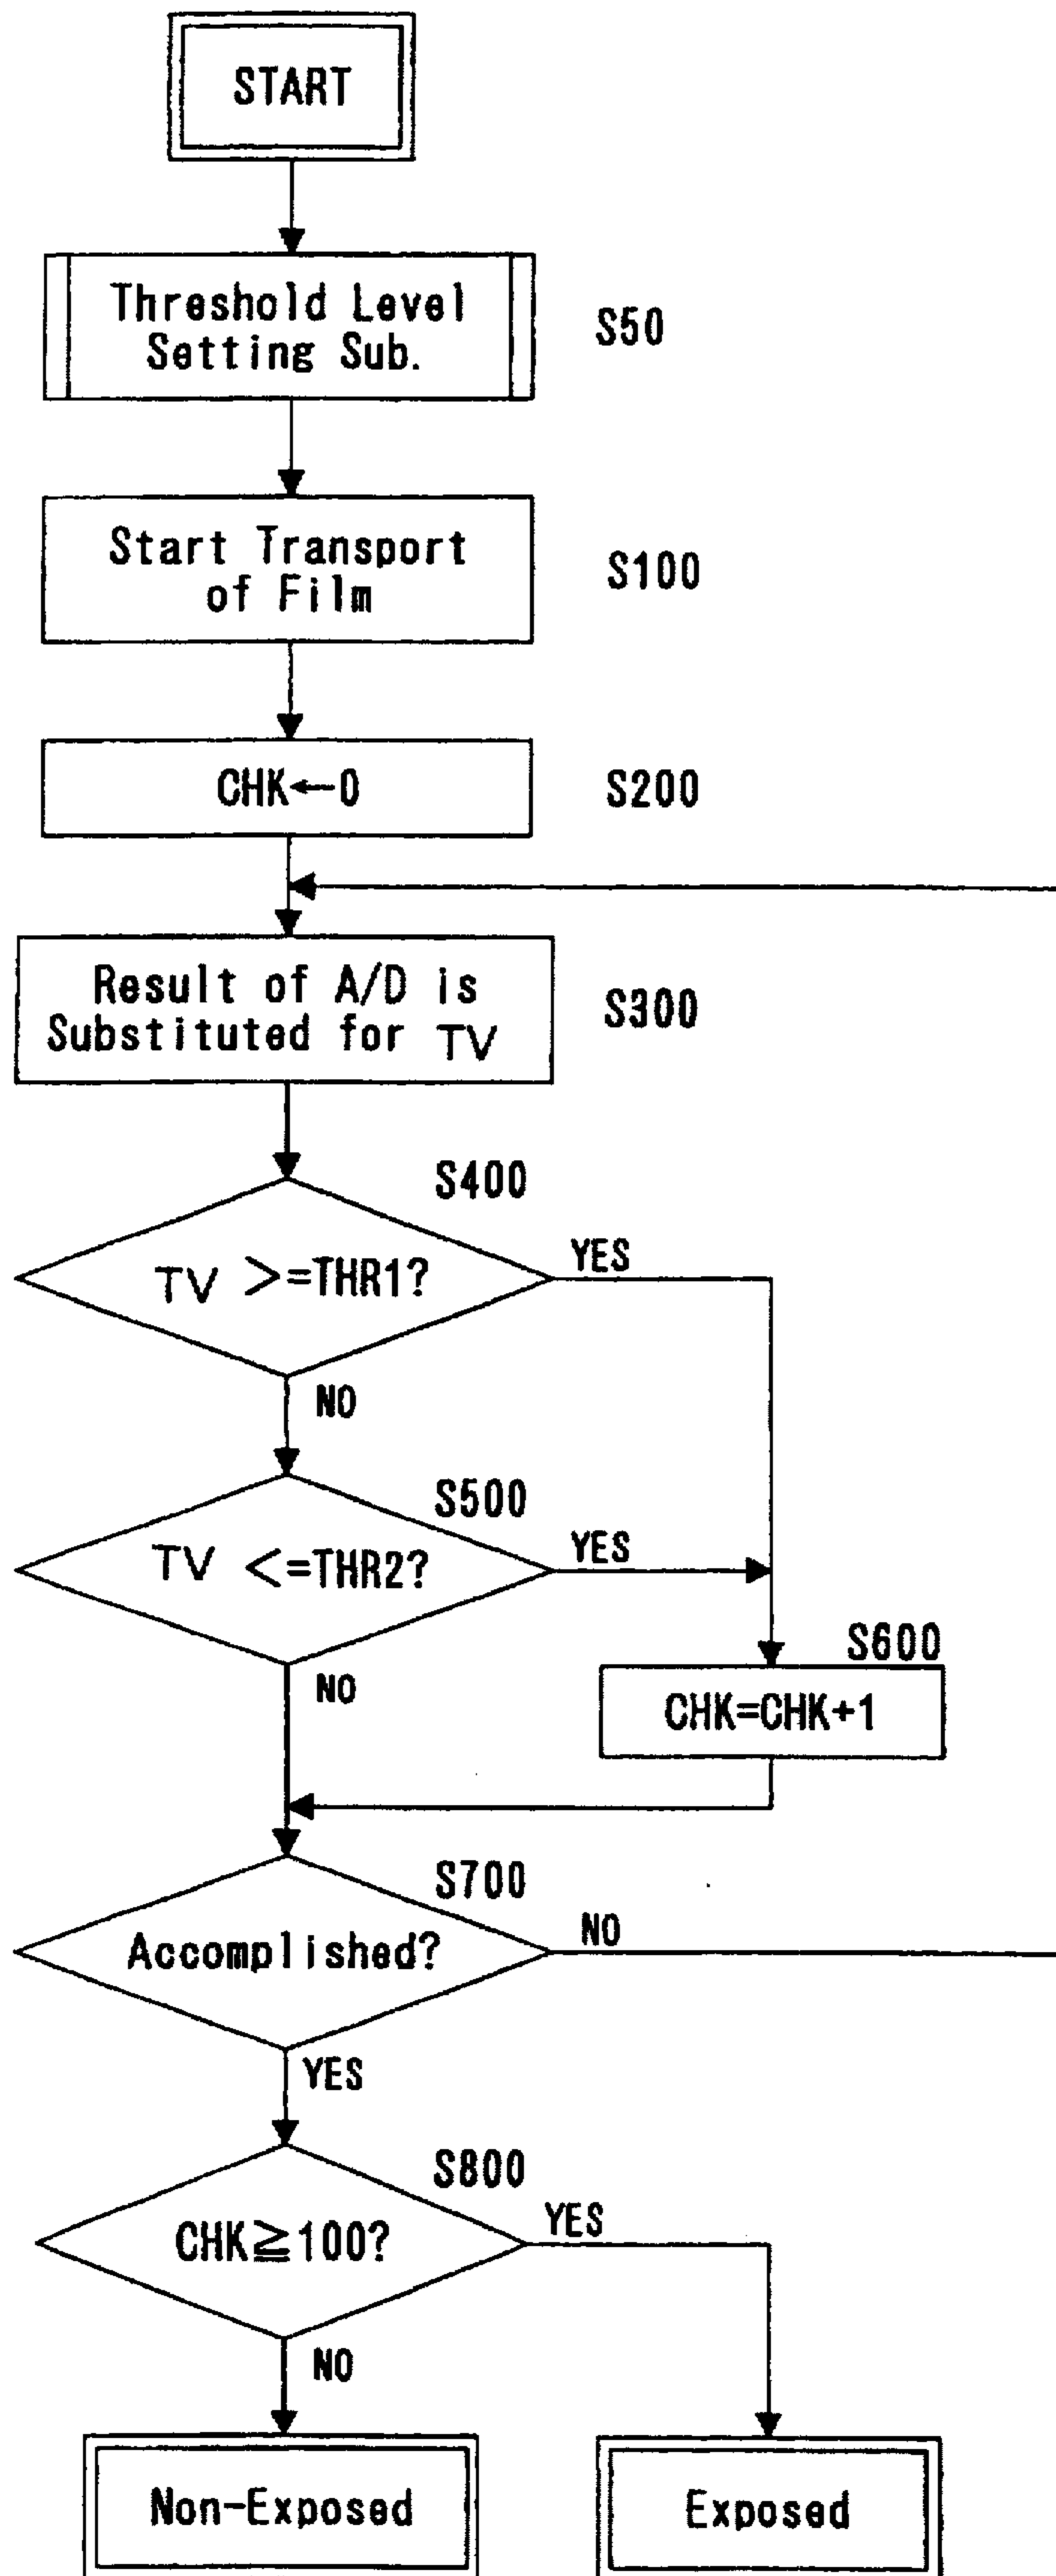 START
Threshold Level
Setting Sub.
S50
Start Transport
of Film
S100
CHK←0
S200
Result of A/D is
Substituted for TV
S300
S400
TV >=THR1?
YES
NO
S500
TV <=THR2?
YES
NO
S600
CHK=CHK+1
S700
Accomplished?
NO
YES
S800
CHK≧100?
YES
NO
Non-Exposed
Exposed